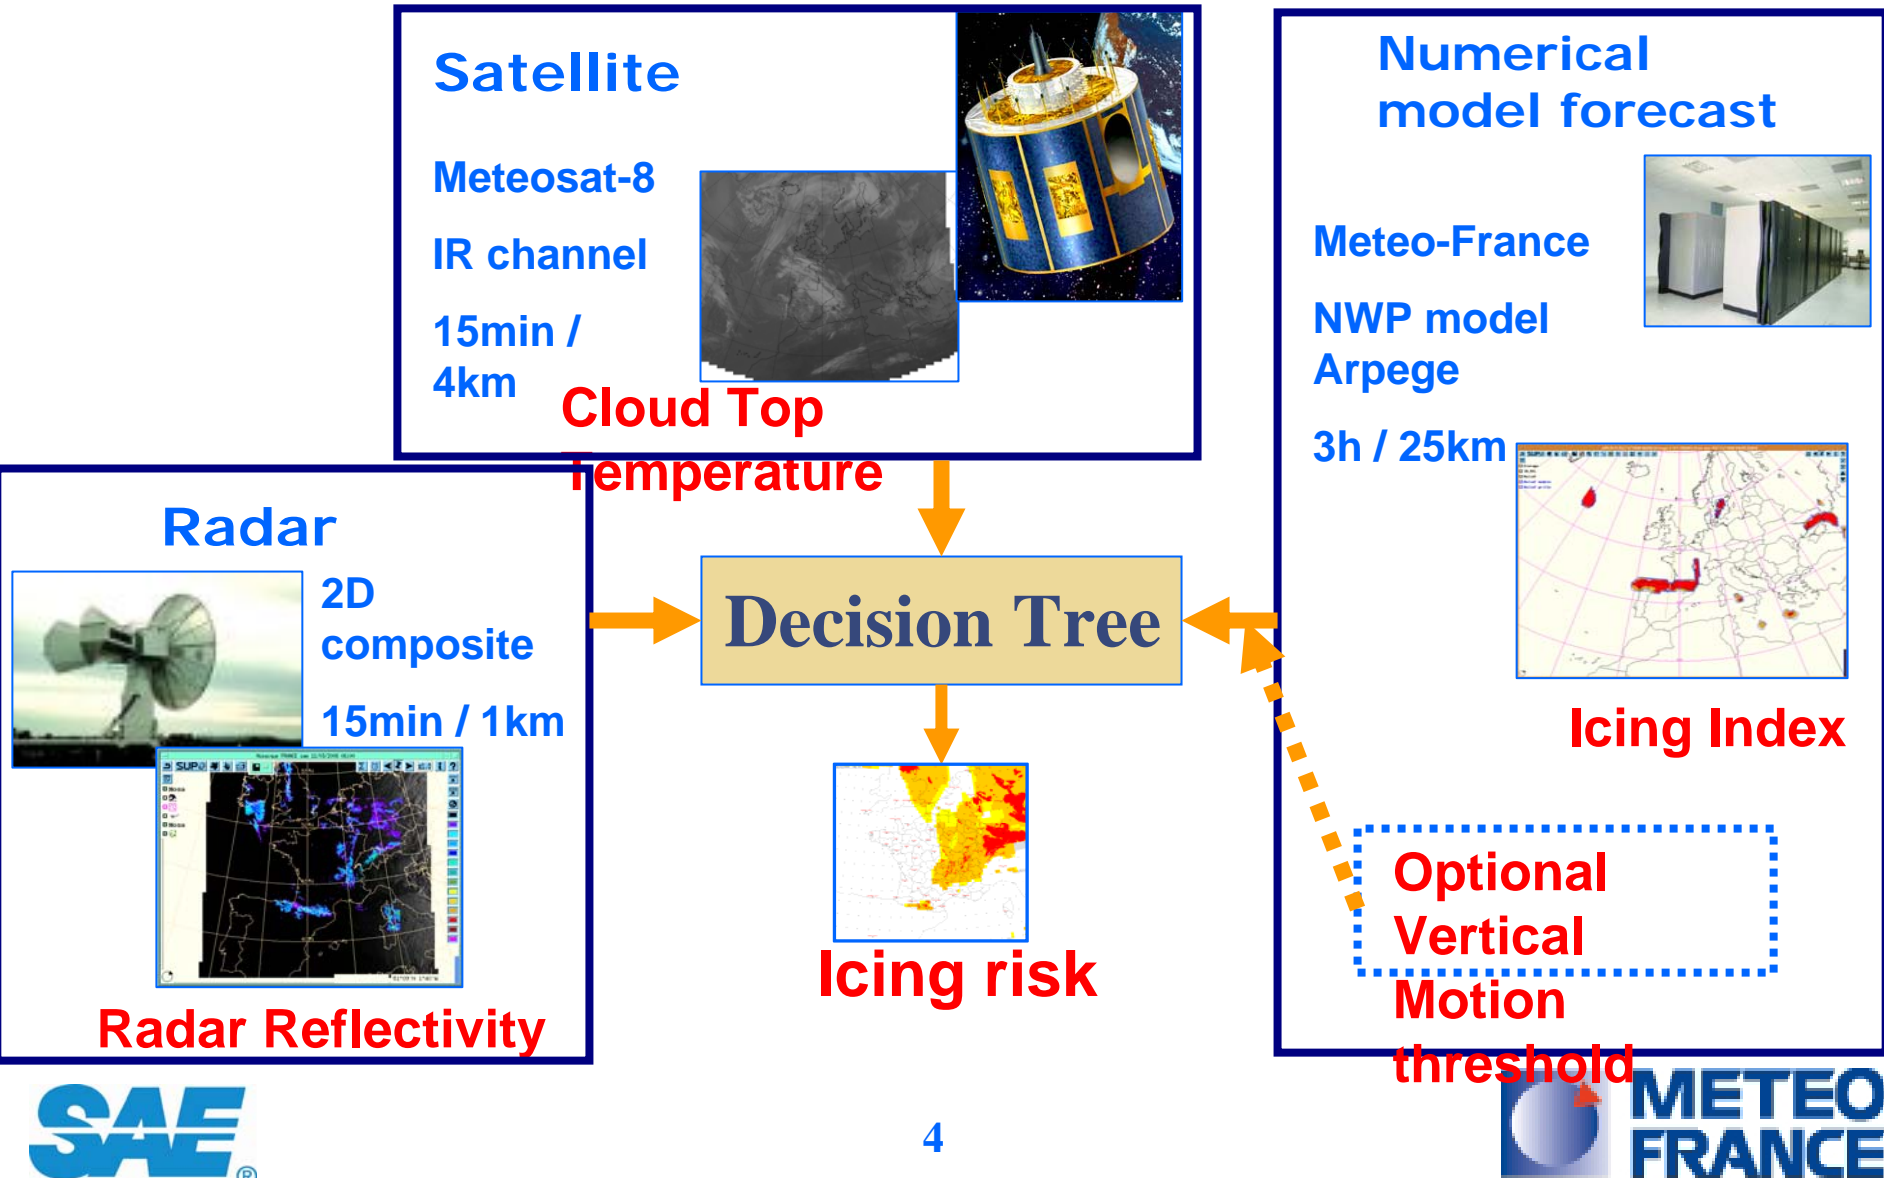 Satellite
Meteosat-8
IR channel
15min /
4km
Cloud Top
Temperature
Numerical
model forecast
Meteo-France
NWP model
Arpege
3h / 25km
Icing Index
Optional
Vertical
Motion
threshold
Radar
2D
composite
15min / 1km
SUP
Radar Reflectivity
Decision Tree
Icing risk
SAE®
4
METEO
FRANCE